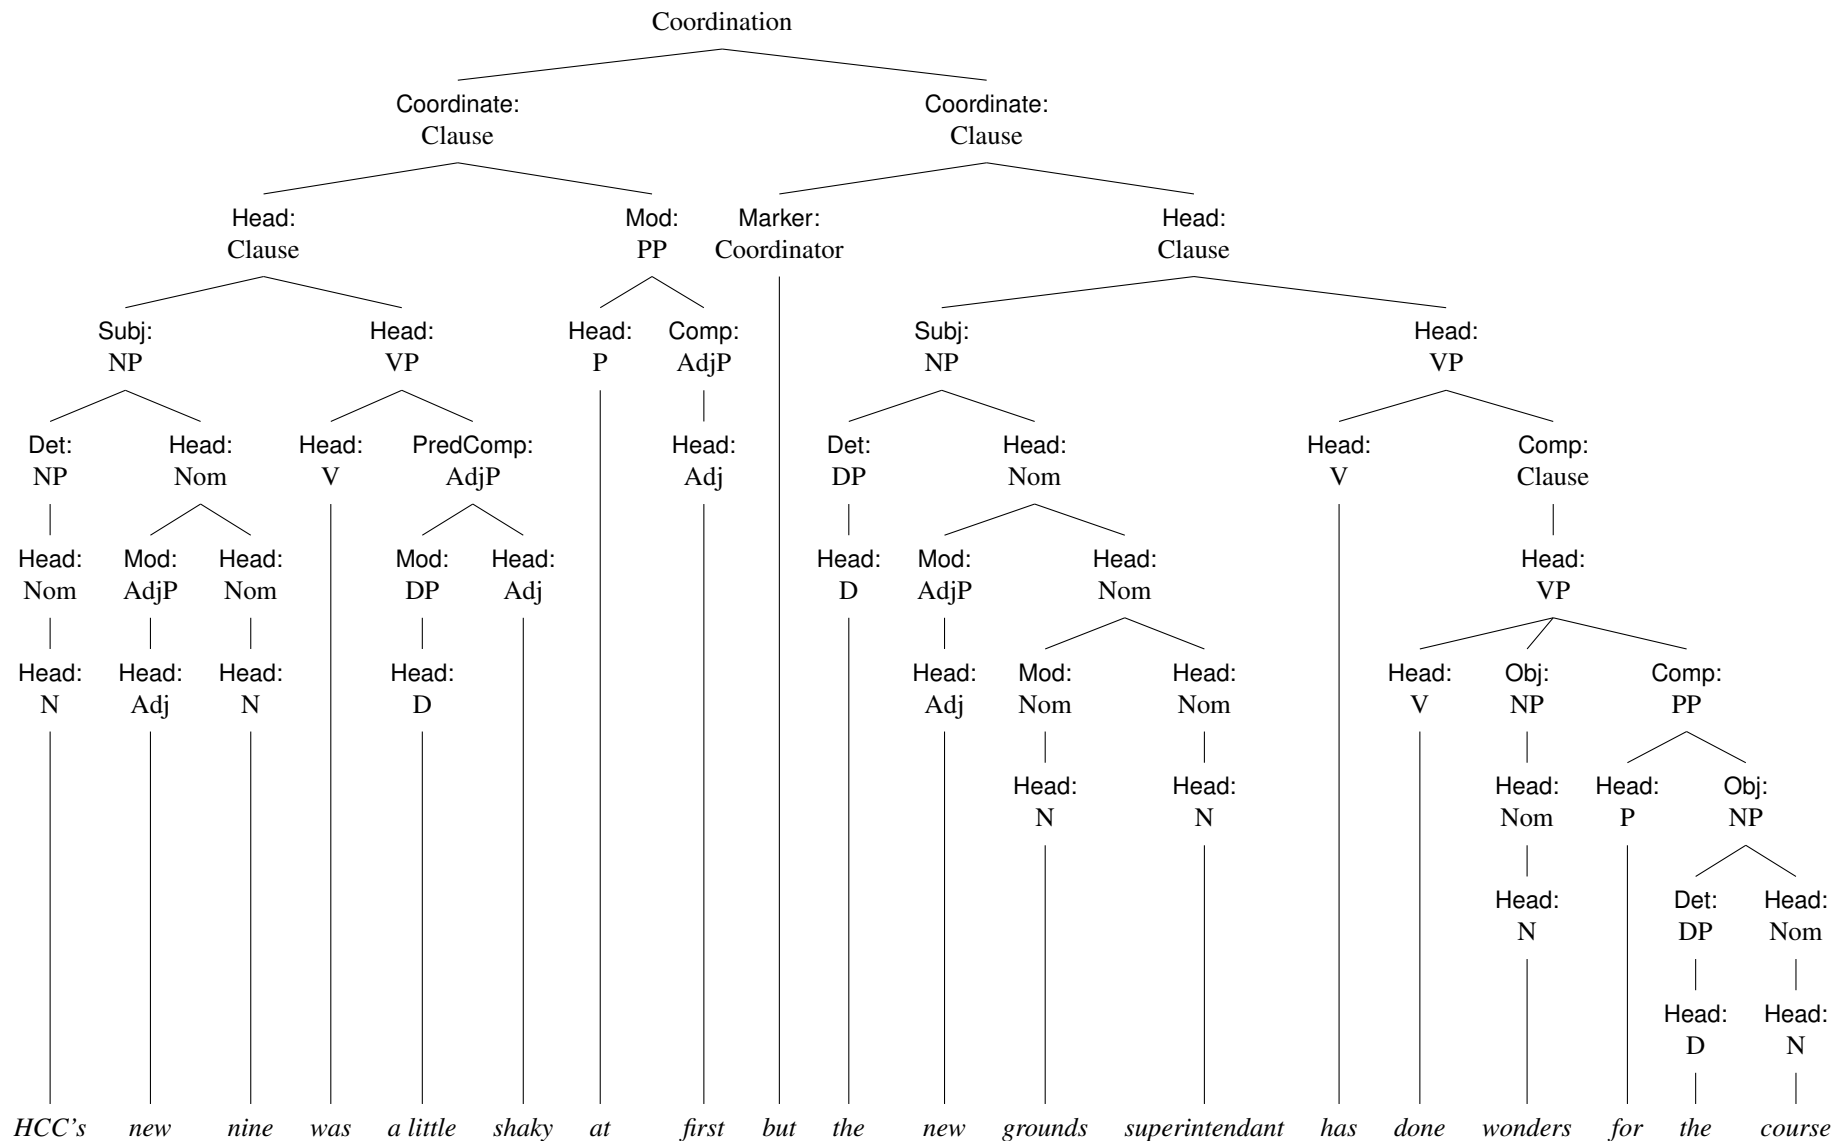 Coordination
Coordinate: Coordinate:
Clause Clause
Head: Mod: Marker: Head:
Clause PP Coordinator Clause
Subj: Head: Head: Comp: Subj: Head:
NP VP P AdjP NP VP
Det: Head: Head: PredComp: Head: Det: Head: Head: Comp:
NP Nom V AdjP Adj DP Nom V Clause
Head: Mod: Head: Mod: Head: Head: Mod: Head: Head:
Nom AdjP Nom DP Adj D AdjP Nom VP
Head: Head: Head: Head: Head: Mod: Head: Head: Obj: Comp:
N Adj N D Adj Nom Nom V NP PP
Head: Head: Head: Head: Obj:
N N Nom P NP
Head: Det: Head:
N DP Nom
Head: Head:
D N
HCC's new nine was a little shaky at first but the new grounds superintendant has done wonders for the course